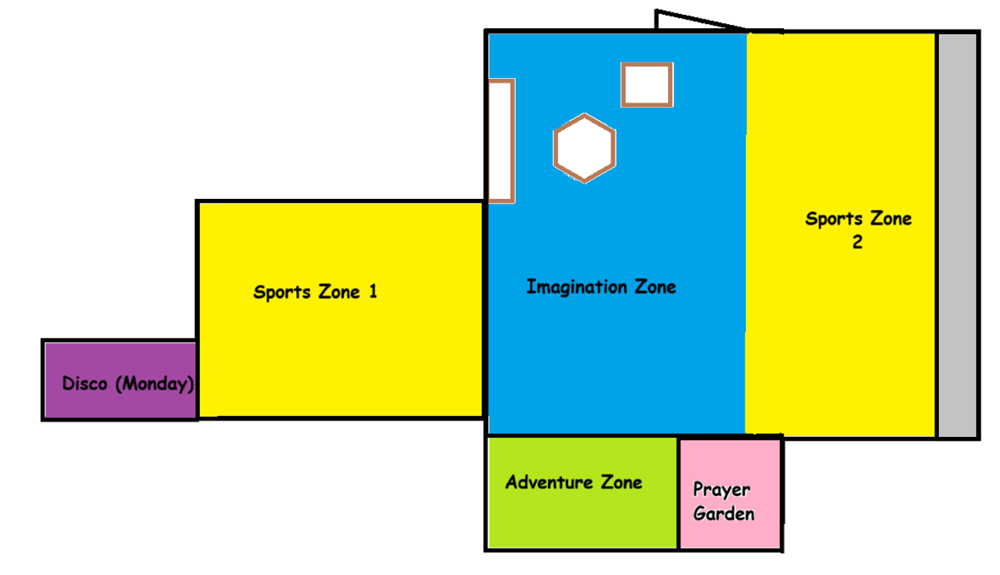 Sports Zone
2
Imagination Zone
Sports Zone 1
Disco (Monday)
Adventure Zone
Prayer
Garden